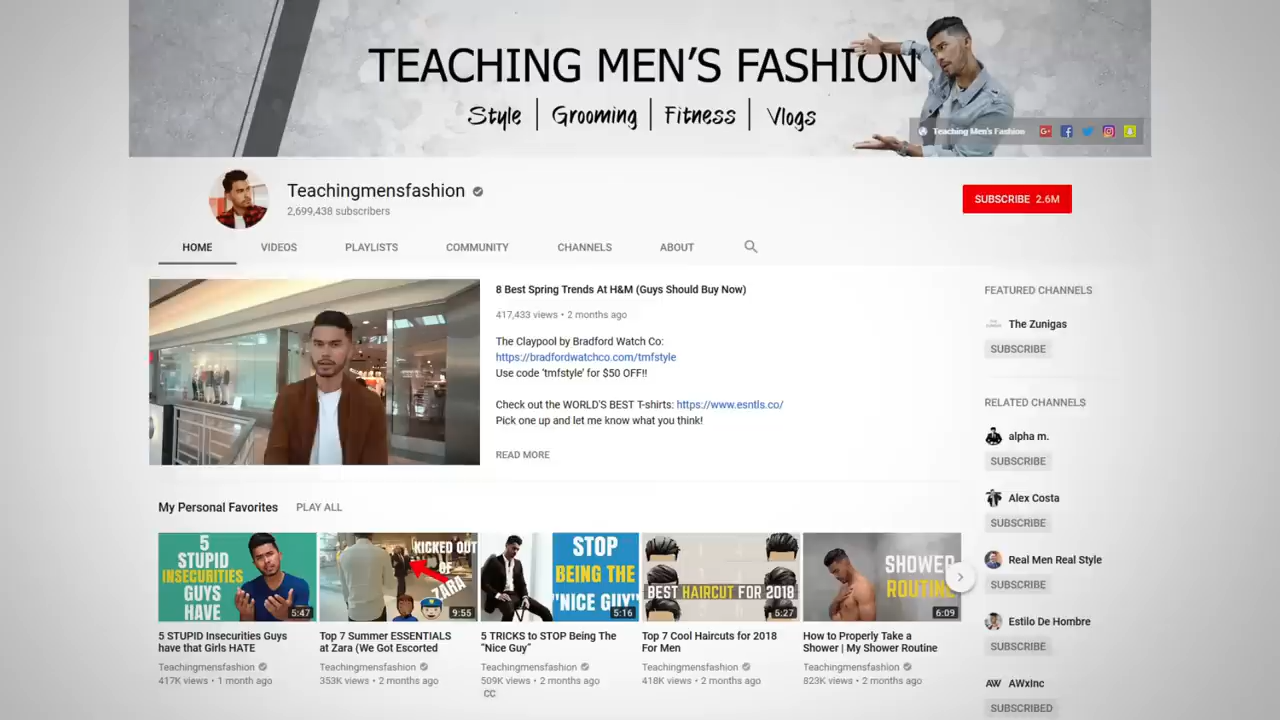 TEACHING MEN'S FASHION
Style | Grooming | Fitness | Vlogs
Teaching Men's Fashion
Teachingmensfashion
2,699,438 subscribers
SUBSCRIBE 2.6M
HOME VIDEOS PLAYLISTS COMMUNITY CHANNELS ABOUT
8 Best Spring Trends At H&M (Guys Should Buy Now)
417,433 views • 2 months ago
The Claypool by Bradford Watch Co:
https://bradfordwatchco.com/tmfstyle
Use code 'tmfstyle' for $50 OFF!!
Check out the WORLD'S BEST T-shirts: https://www.esntls.co/
Pick one up and let me know what you think!
READ MORE
FEATURED CHANNELS
The Zunigas
SUBSCRIBE
RELATED CHANNELS
alpha m.
SUBSCRIBE
Alex Costa
SUBSCRIBE
Real Men Real Style
SUBSCRIBE
Estilo De Hombre
SUBSCRIBE
AW AWxInc
SUBSCRIBED
My Personal Favorites PLAY ALL
5
STUPID
INSECURITIES
GUYS
HAVE
5:47
5 STUPID Insecurities Guys
have that Girls HATE
Teachingmensfashion
417K views • 1 month ago
KICKED OUT
OF
ZARA
9:55
Top 7 Summer ESSENTIALS
at Zara (We Got Escorted
Teachingmensfashion
353K views • 2 months ago
STOP
BEING THE
"NICE GUY"
5:16
5 TRICKS to STOP Being The
"Nice Guy"
Teachingmensfashion
509K views • 2 months ago
CC
BEST HAIRCUT FOR 2018
5:27
Top 7 Cool Haircuts for 2018
For Men
Teachingmensfashion
418K views • 2 months ago
SHOWER
ROUTINE
6:09
How to Properly Take a
Shower | My Shower Routine
Teachingmensfashion
823K views • 2 months ago